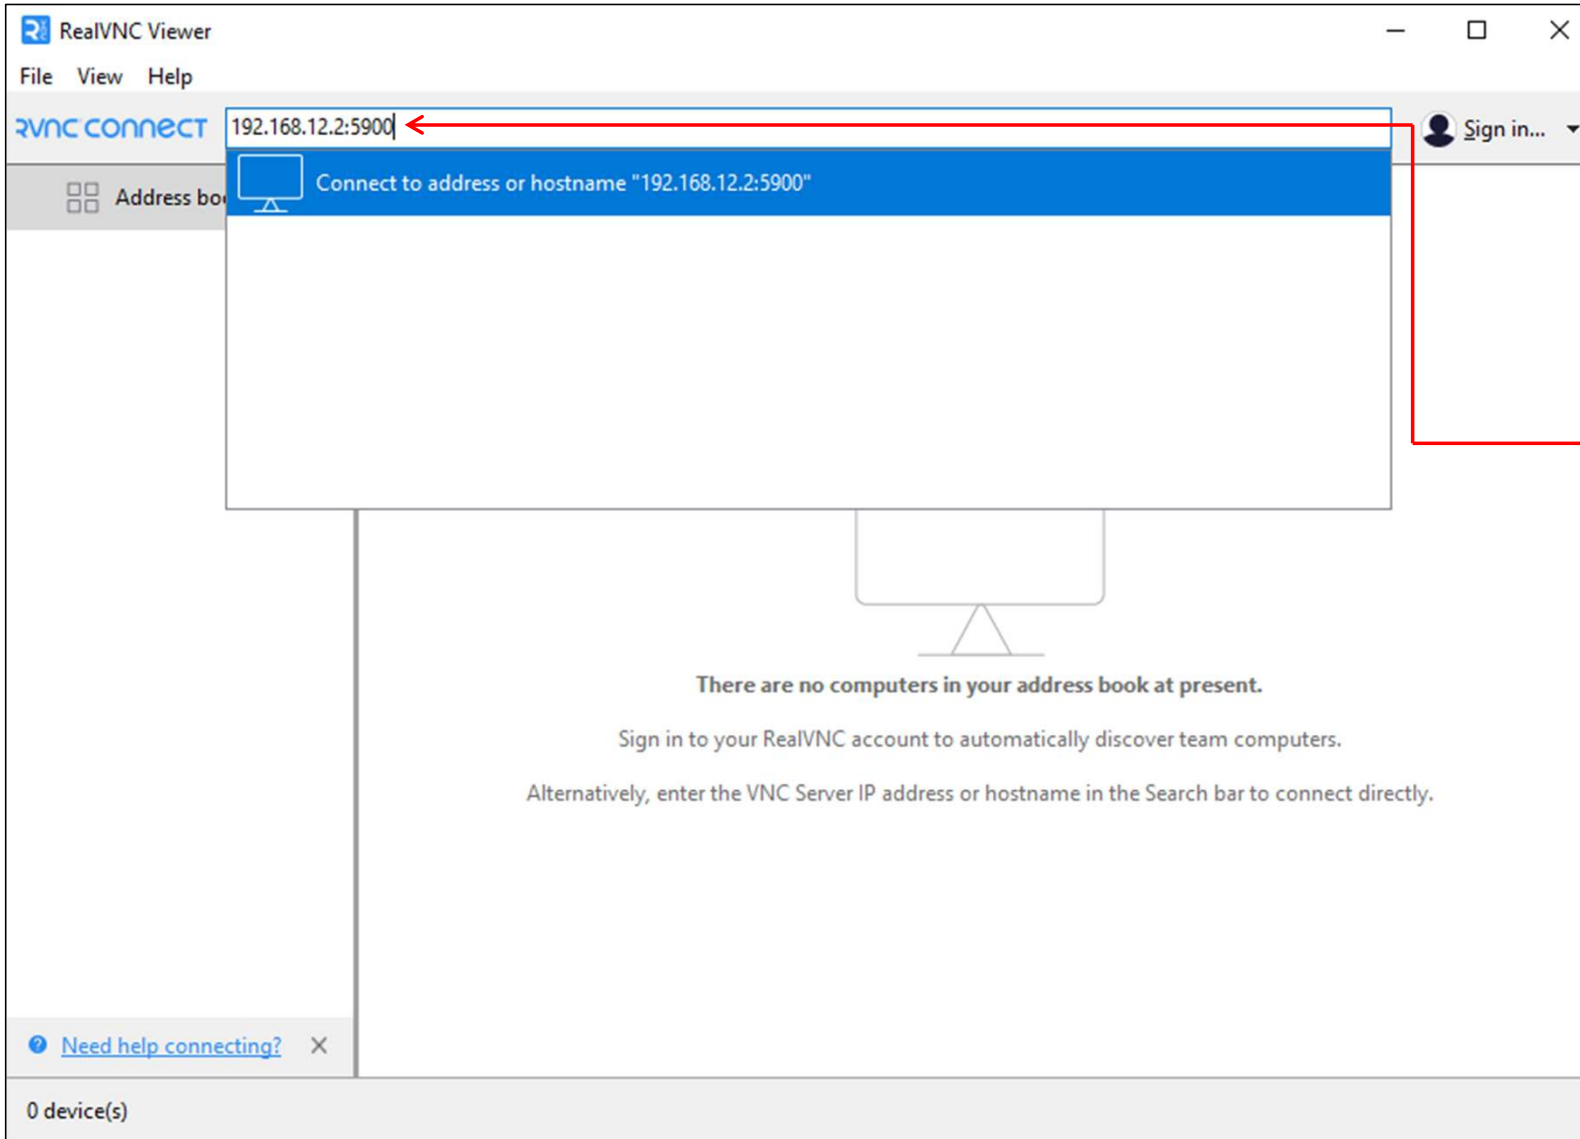 RealVNC Viewer
File View Help
RVNC CONNECT 192.168.12.2:5900 Sign in...
Address boo
Connect to address or hostname "192.168.12.2:5900"
There are no computers in your address book at present.
Sign in to your RealVNC account to automatically discover team computers.
Alternatively, enter the VNC Server IP address or hostname in the Search bar to connect directly.
Need help connecting?
0 device(s)